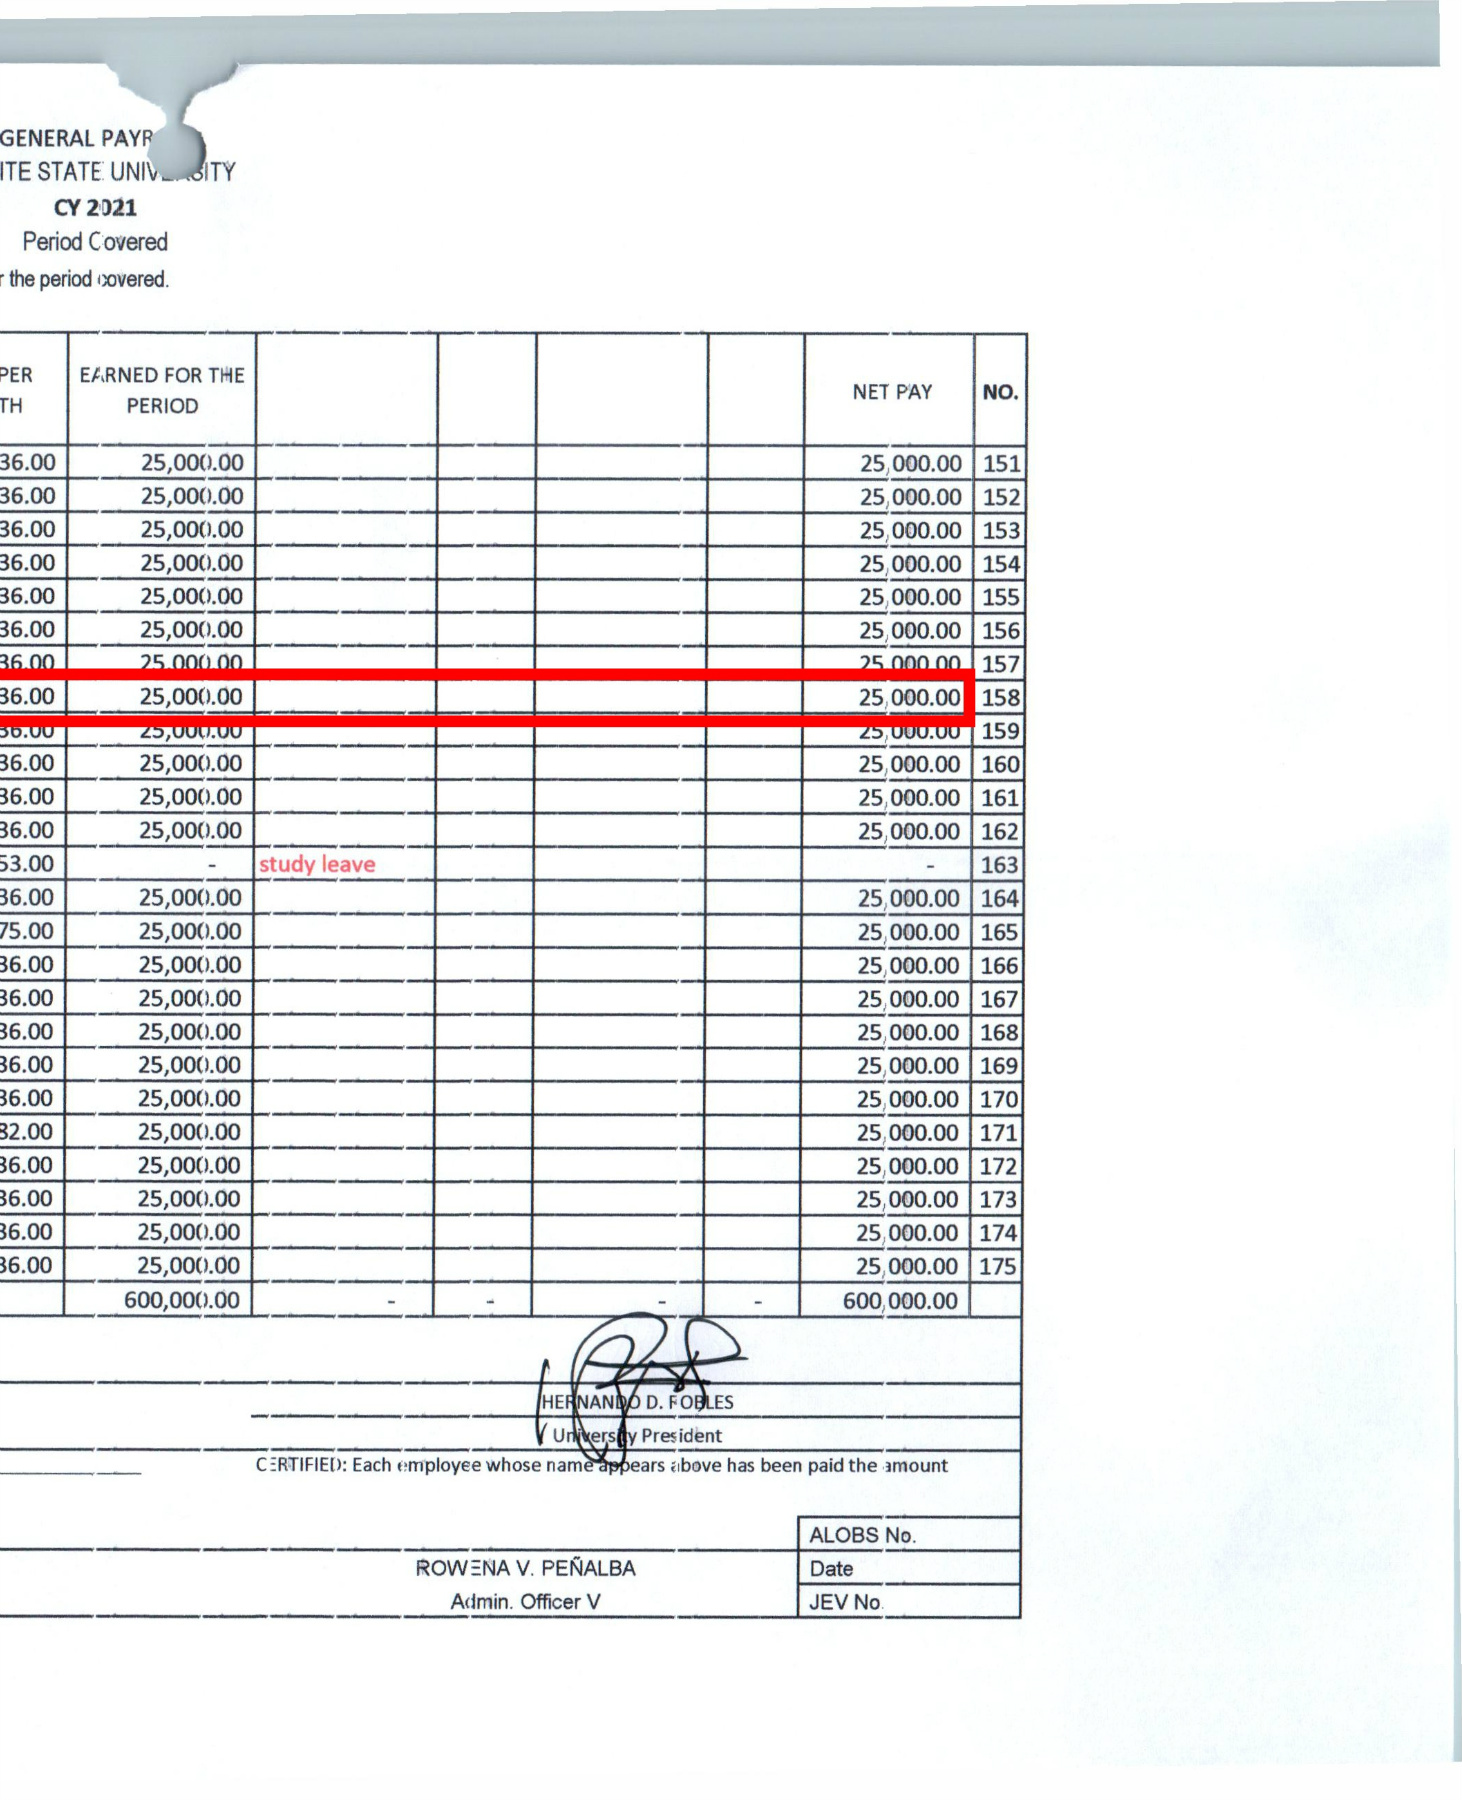 GENERAL PAYR
ITE STATE UNIVERSITY
CY 2021
Period Covered
r the period covered.
PER EARNED FOR THE NET PAY NO.
TH PERIOD
36.00 25,000.00 25,000.00 151
36.00 25,000.00 25,000.00 152
36.00 25,000.00 25,000.00 153
36.00 25,000.00 25,000.00 154
36.00 25,000.00 25,000.00 155
36.00 25,000.00 25,000.00 156
36.00 25,000.00 25,000.00 157
36.00 25,000.00 25,000.00 158
36.00 25,000.00 25,000.00 159
36.00 25,000.00 25,000.00 160
36.00 25,000.00 25,000.00 161
36.00 25,000.00 25,000.00 162
53.00 - study leave - 163
36.00 25,000.00 25,000.00 164
75.00 25,000.00 25,000.00 165
36.00 25,000.00 25,000.00 166
36.00 25,000.00 25,000.00 167
36.00 25,000.00 25,000.00 168
36.00 25,000.00 25,000.00 169
36.00 25,000.00 25,000.00 170
82.00 25,000.00 25,000.00 171
36.00 25,000.00 25,000.00 172
36.00 25,000.00 25,000.00 173
36.00 25,000.00 25,000.00 174
36.00 25,000.00 25,000.00 175
600,000.00 - - - - 600,000.00
HERNANDO D. ROBLES
University President
CERTIFIED: Each employee whose name appears above has been paid the amount
ALOBS No.
ROWENA V. PEÑALBA Date
Admin. Officer V JEV No.